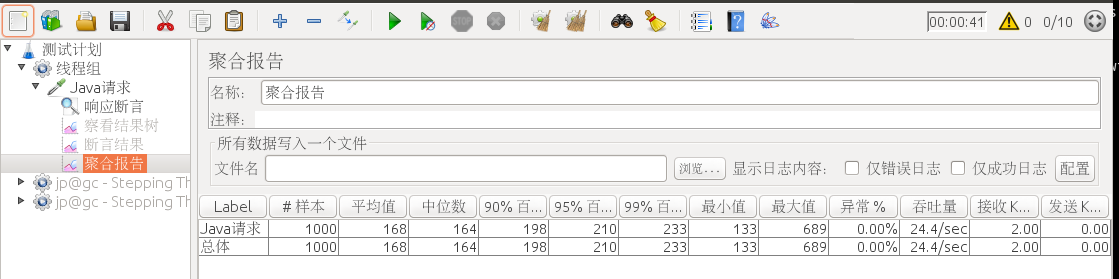 00:00:41 0 0/10
测试计划
线程组
Java请求
响应断言
察看结果树
断言结果
聚合报告
jp@gc - Stepping Th
jp@gc - Stepping Th
聚合报告
名称: 聚合报告
注释:
所有数据写入一个文件
文件名 浏览... 显示日志内容: 仅错误日志 仅成功日志 配置
Label # 样本 平均值 中位数 90% 百... 95% 百... 99% 百... 最小值 最大值 异常 % 吞吐量 接收 K... 发送 K...
Java请求 1000 168 164 198 210 233 133 689 0.00% 24.4/sec 2.00 0.00
总体 1000 168 164 198 210 233 133 689 0.00% 24.4/sec 2.00 0.00